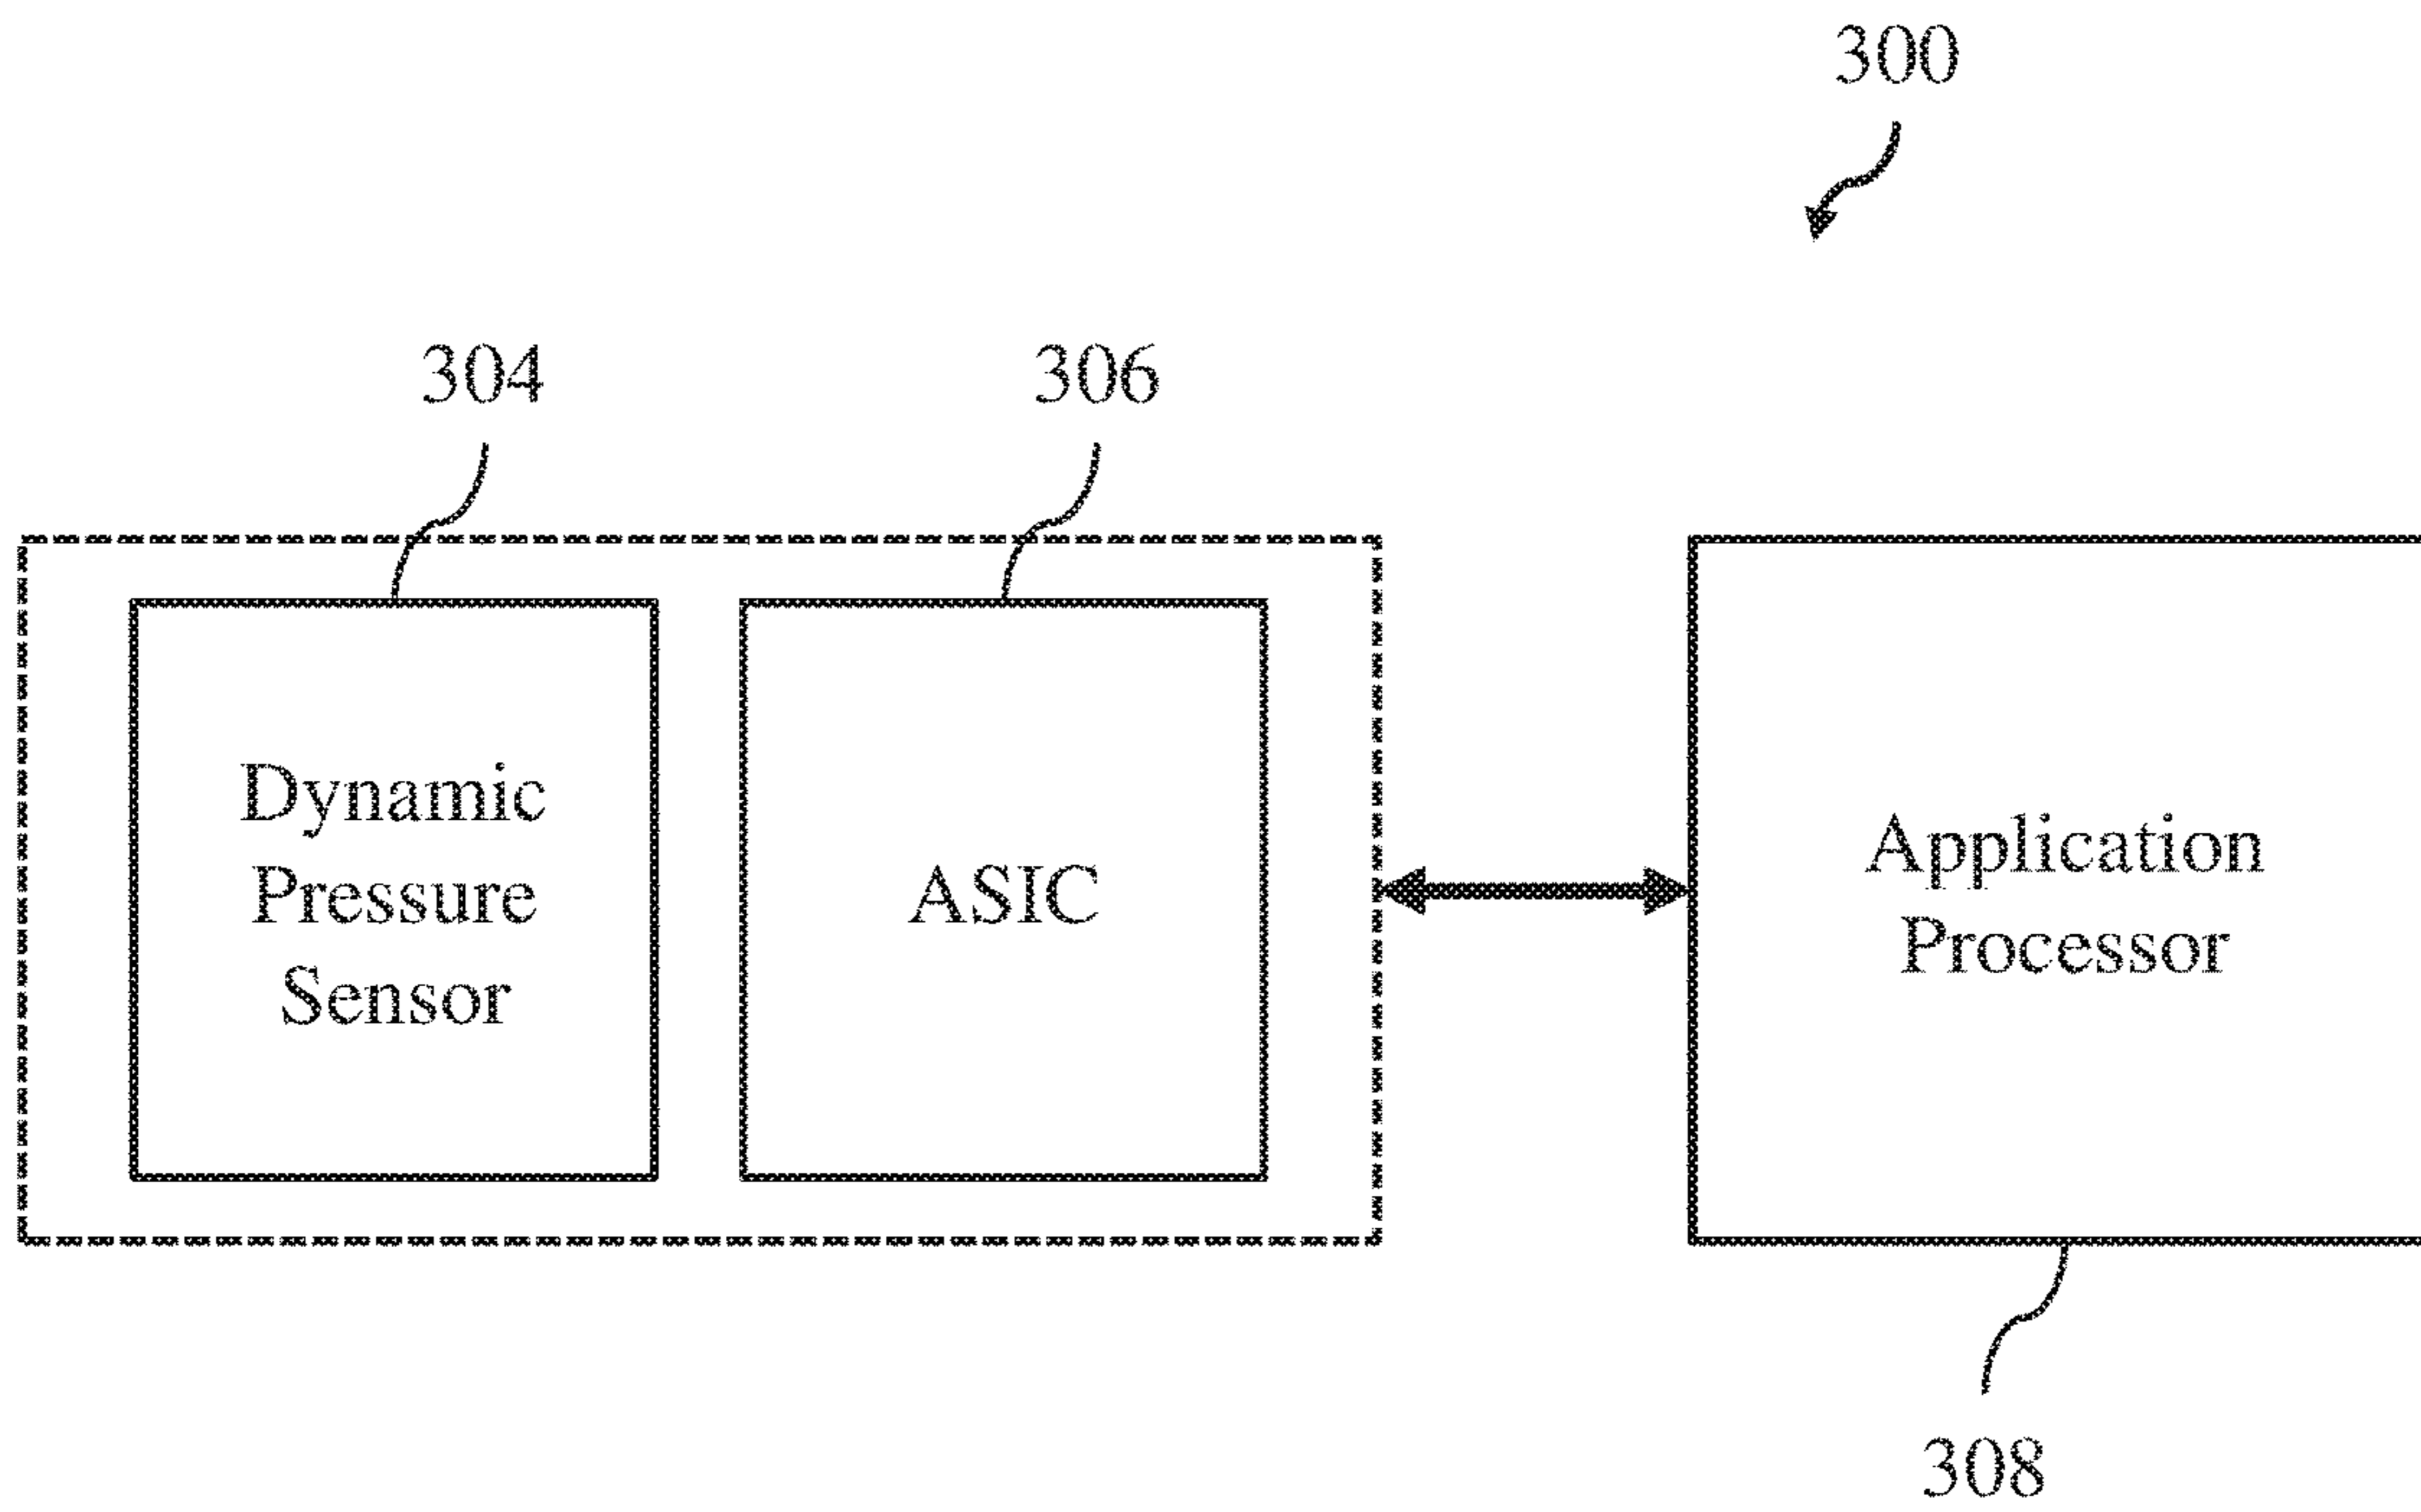 300
304
306
Dynamic
Pressure
Sensor
ASIC
Application
Processor
308